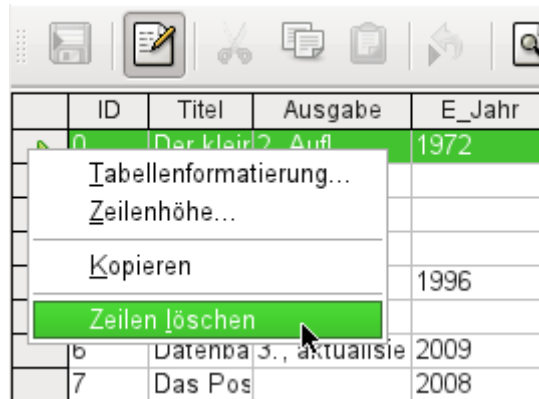 ID Titel Ausgabe E_Jahr
0 Der klein 2. Aufl 1972
Tabellenformatierung...
Zeilenhöhe...
Kopieren
1996
Zeilen löschen
6 Datenba 3., aktualisie 2009
7 Das Pos 2008